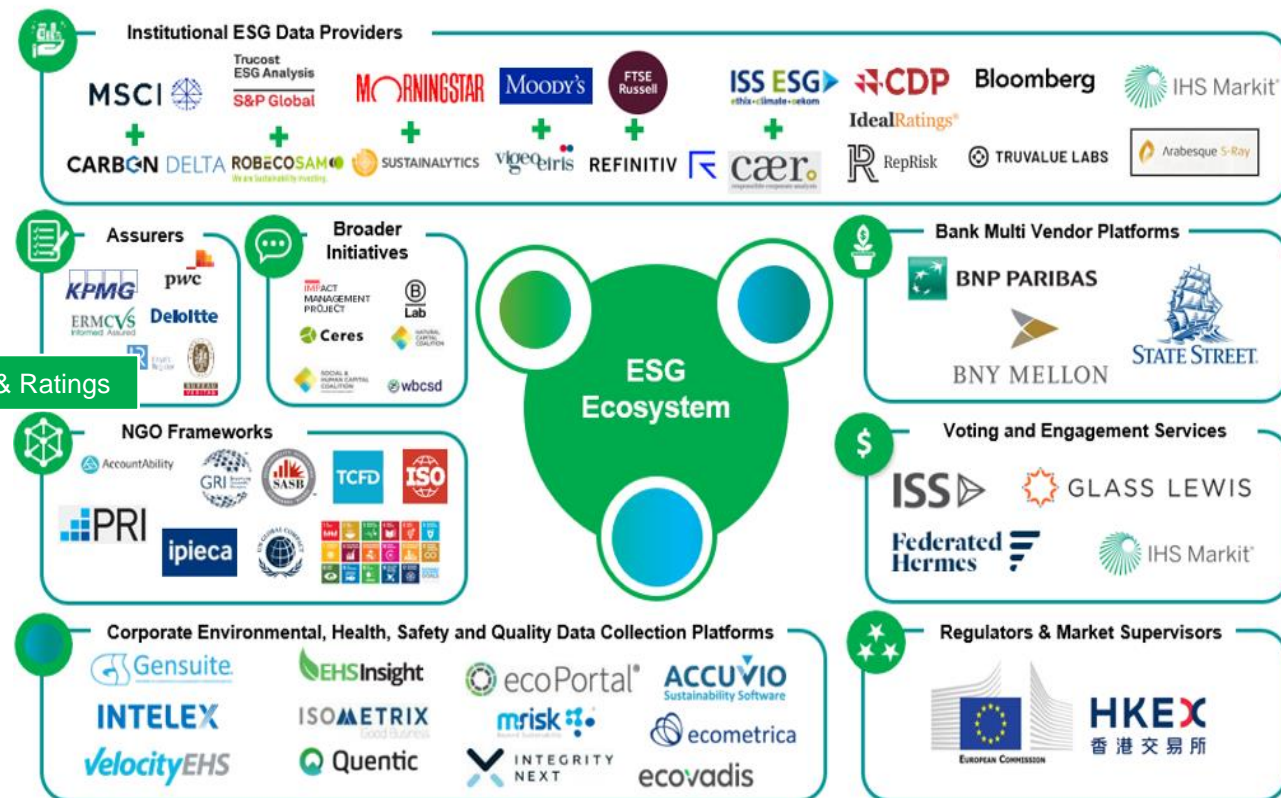 Institutional ESG Data Providers
MSCI
Trucost
ESG Analysis
S&P Global
MORNINGSTAR
MOODY'S
FTSE
Russell
ISS ESG
ethix·climate·oekom
CDP
Bloomberg
IHS Markit
IdealRatings®
+ + + + + +
CARBON DELTA
ROBECOSAM
We are Sustainability Investing.
SUSTAINALYTICS
vigeoeiris
REFINITIV
cær.
responsible corporate analysis
RepRisk
TRUVALUE LABS
Arabesque S-Ray
Assurers
KPMG
pwc
ERMCVS
Informed Assured
Deloitte
LR
BUREAU
VERITAS
& Ratings
Broader
Initiatives
IMPACT
MANAGEMENT
PROJECT
B
Lab
Ceres
NATURAL
CAPITAL
COALITION
SOCIAL &
HUMAN CAPITAL
COALITION
wbcsd
ESG
Ecosystem
Bank Multi Vendor Platforms
BNP PARIBAS
BNY MELLON
STATE STREET
NGO Frameworks
AccountAbility
GRI
SASB
TCFD
ISO
PRI
ipieca
UN GLOBAL COMPACT
Voting and Engagement Services
ISS
GLASS LEWIS
Federated
Hermes
IHS Markit
Corporate Environmental, Health, Safety and Quality Data Collection Platforms
Gensuite
EHSInsight
ecoPortal®
ACCUVIO
Sustainability Software
INTELEX
ISOMETRIX
Good Business
mrisk
ecometrica
VelocityEHS
Quentic
INTEGRITY
NEXT
ecovadis
Regulators & Market Supervisors
EUROPEAN COMMISSION
HKEX
香港交易所